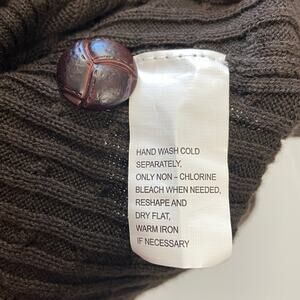 HAND WASH COLD
SEPARATELY,
ONLY NON – CHLORINE
BLEACH WHEN NEEDED,
RESHAPE AND
DRY FLAT,
WARM IRON
IF NECESSARY